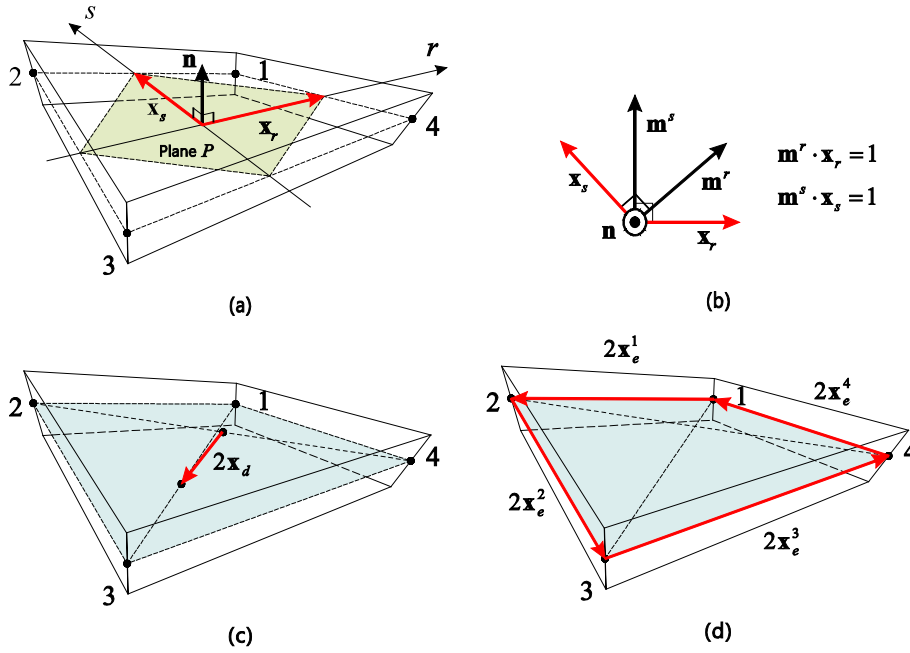 s
r
2
n
1
x_s
x_r
4
Plane P
3
(a)
m^s
x_s
m^r
m^r · x_r = 1
m^s · x_s = 1
n
x_r
(b)
2
1
2x_d
4
3
(c)
2x_e^1
2
1
2x_e^4
4
2x_e^2
2x_e^3
3
(d)